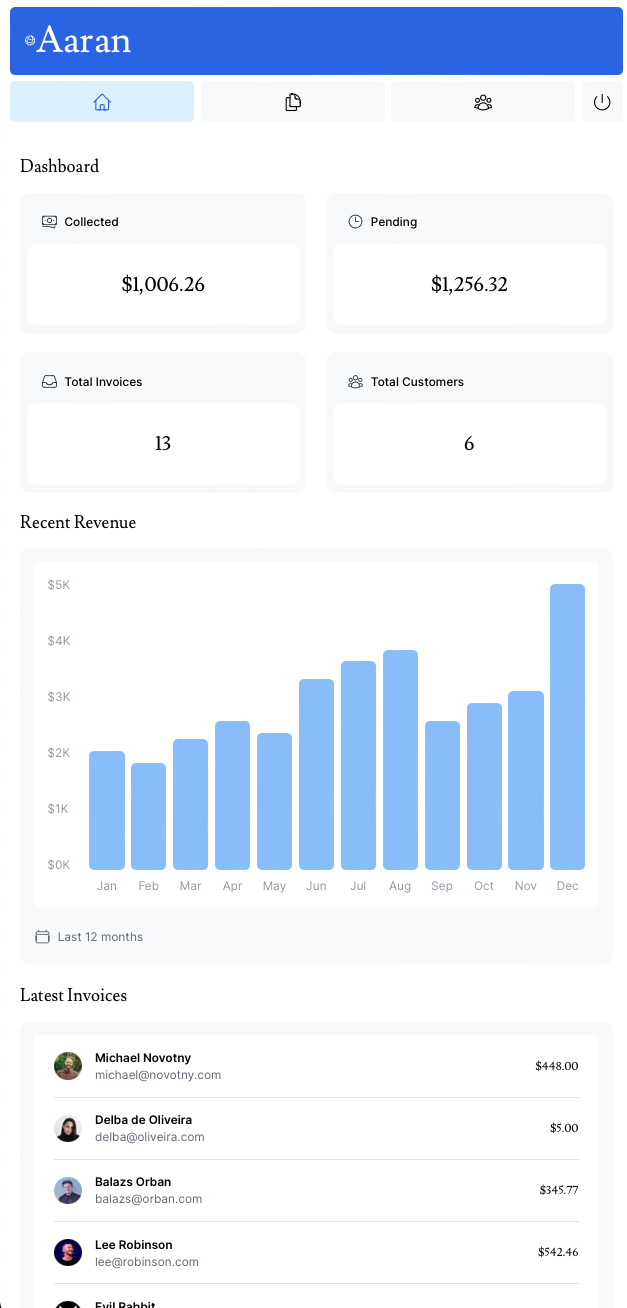 Aaran
Dashboard
Collected
$1,006.26
Pending
$1,256.32
Total Invoices
13
Total Customers
6
Recent Revenue
$5K
$4K
$3K
$2K
$1K
$0K
Jan Feb Mar Apr May Jun Jul Aug Sep Oct Nov Dec
Last 12 months
Latest Invoices
Michael Novotny
michael@novotny.com
$448.00
Delba de Oliveira
delba@oliveira.com
$5.00
Balazs Orban
balazs@orban.com
$345.77
Lee Robinson
lee@robinson.com
$542.46
Evil Rabbit